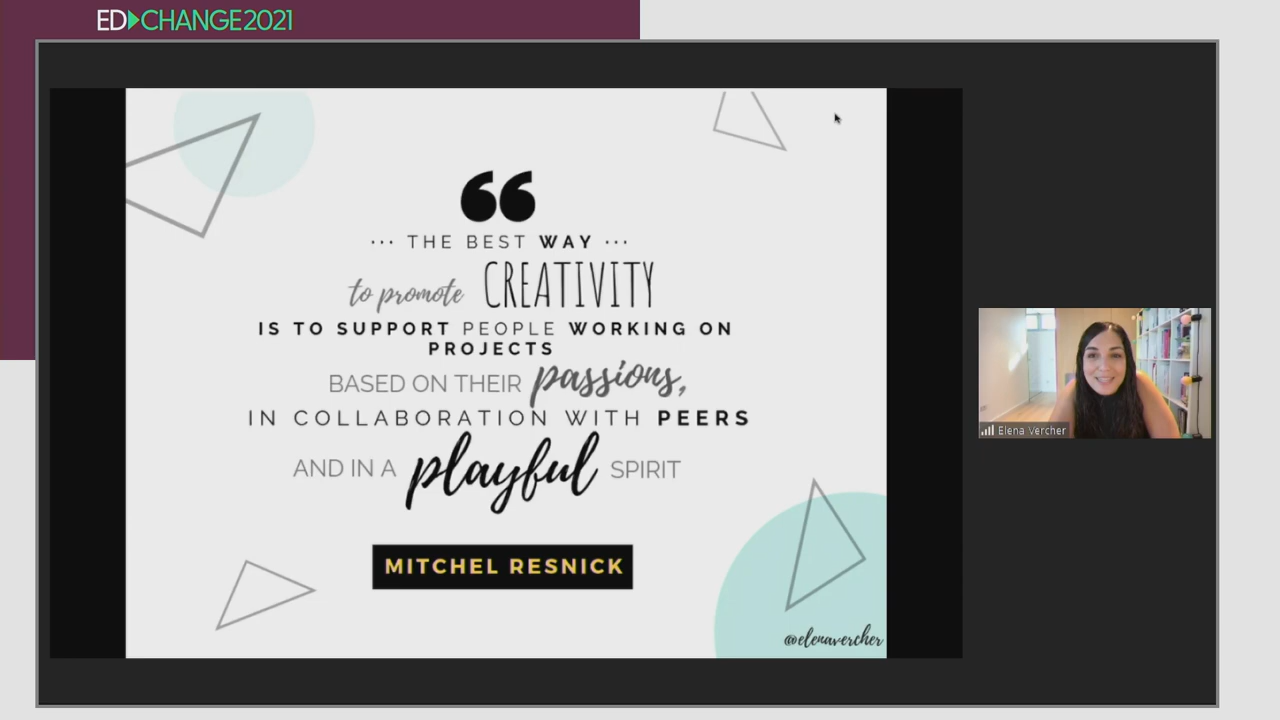 ED▶CHANGE2021
❝
··· THE BEST WAY ···
to promote CREATIVITY
IS TO SUPPORT PEOPLE WORKING ON
PROJECTS
BASED ON THEIR passions,
IN COLLABORATION WITH PEERS
AND IN A playful SPIRIT
MITCHEL RESNICK
@elenavercher
Elena Vercher